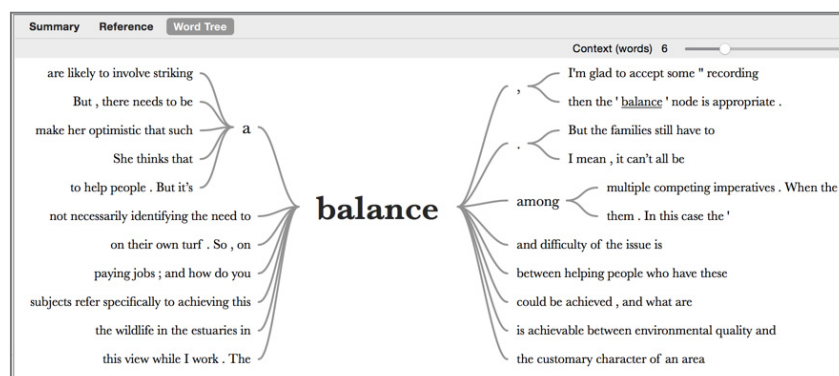 Summary Reference Word Tree
Context (words) 6
are likely to involve striking
But , there needs to be
make her optimistic that such
She thinks that
to help people . But it's
a
not necessarily identifying the need to
on their own turf . So , on
paying jobs ; and how do you
subjects refer specifically to achieving this
the wildlife in the estuaries in
this view while I work . The
balance
,
I'm glad to accept some " recording
then the ' balance ' node is appropriate .
.
But the families still have to
I mean , it can't all be
among
multiple competing imperatives . When the
them . In this case the '
and difficulty of the issue is
between helping people who have these
could be achieved , and what are
is achievable between environmental quality and
the customary character of an area